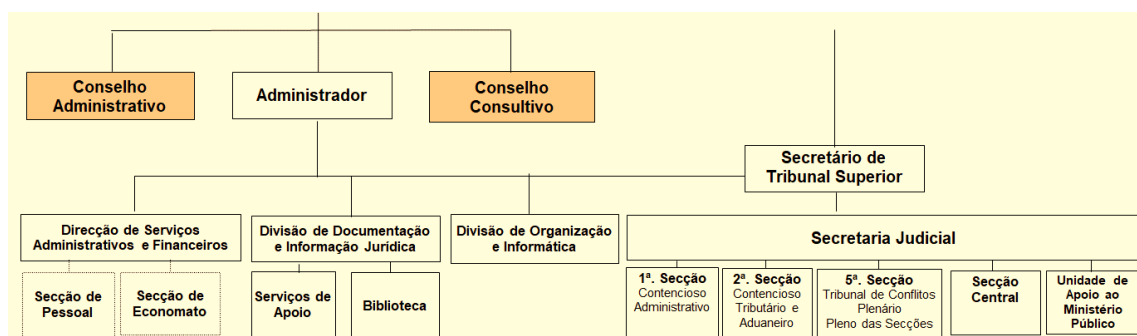 Conselho
Administrativo
Administrador
Conselho
Consultivo
Secretário de
Tribunal Superior
Direcção de Serviços
Administrativos e Financeiros
Divisão de Documentação
e Informação Jurídica
Divisão de Organização
e Informática
Secretaria Judicial
Secção de
Pessoal
Secção de
Economato
Serviços de
Apoio
Biblioteca
1ª. Secção
Contencioso
Administrativo
2ª. Secção
Contencioso
Tributário e
Aduaneiro
5ª. Secção
Tribunal de Conflitos
Plenário
Pleno das Secções
Secção
Central
Unidade de
Apoio ao
Ministério
Público